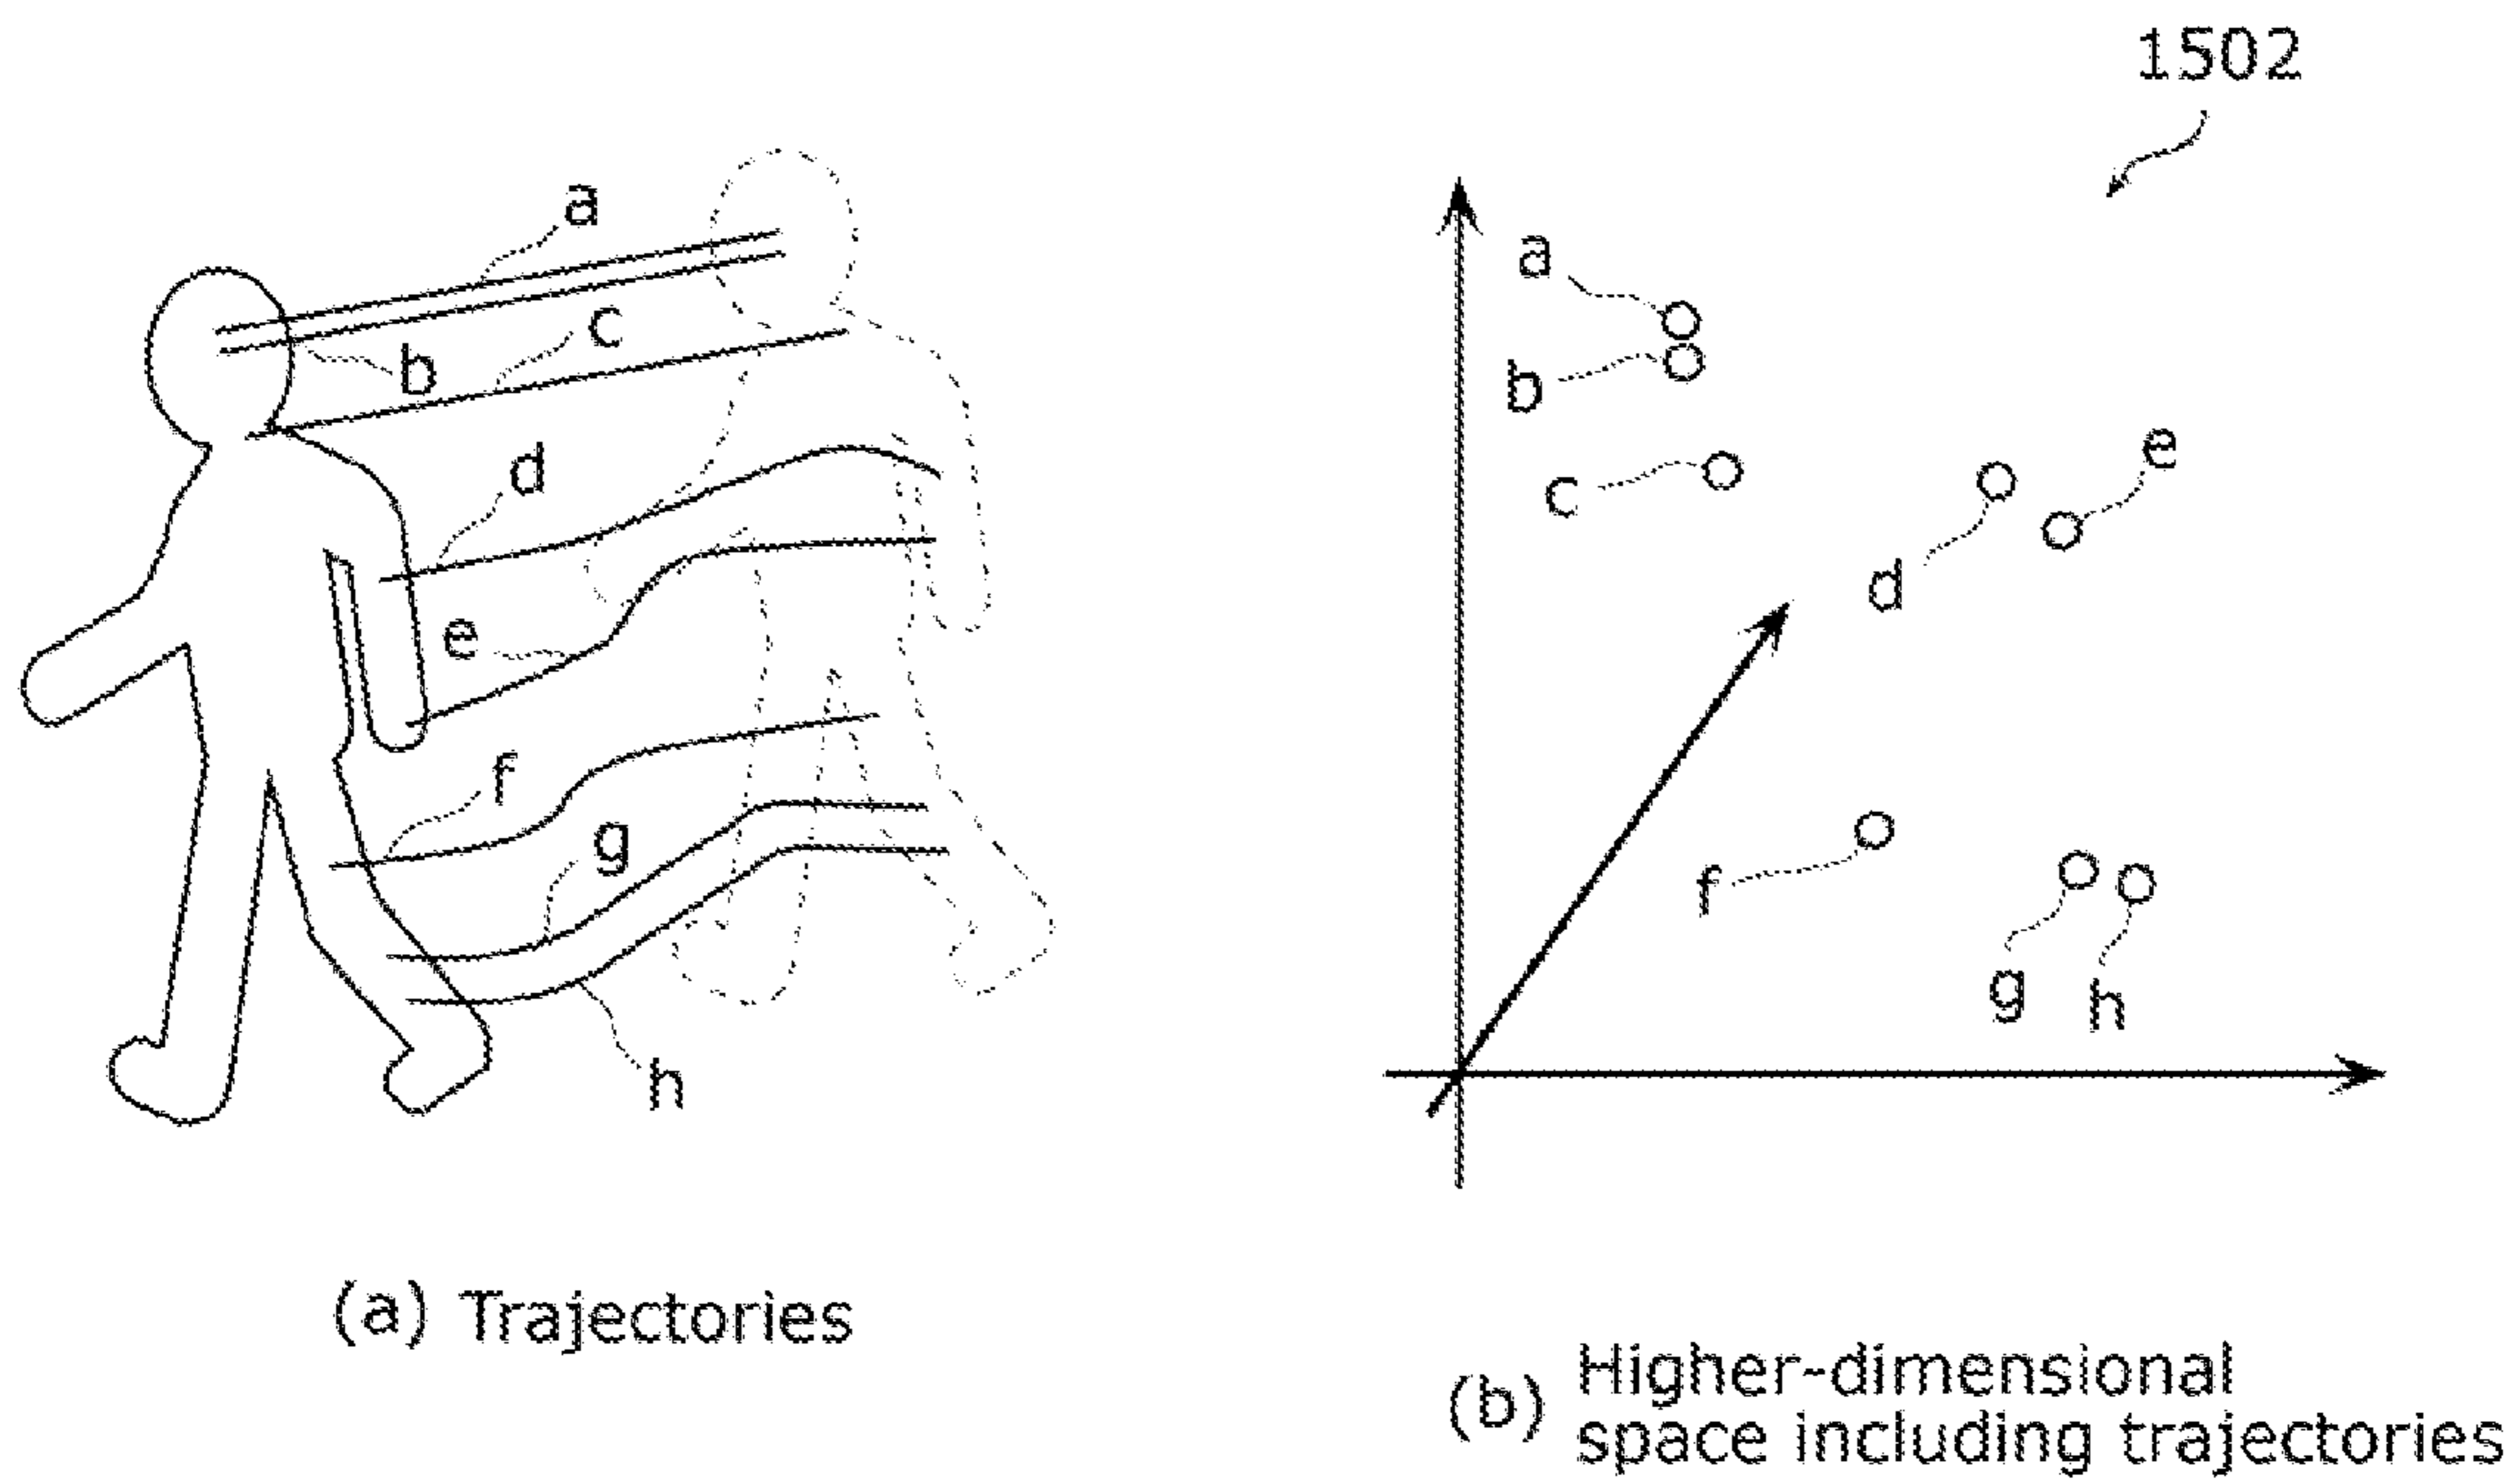 1502
a
b
c
d
e
f
g
h
a
b
c
d
e
f
g
h
(a) Trajectories
(b) Higher-dimensional
space including trajectories